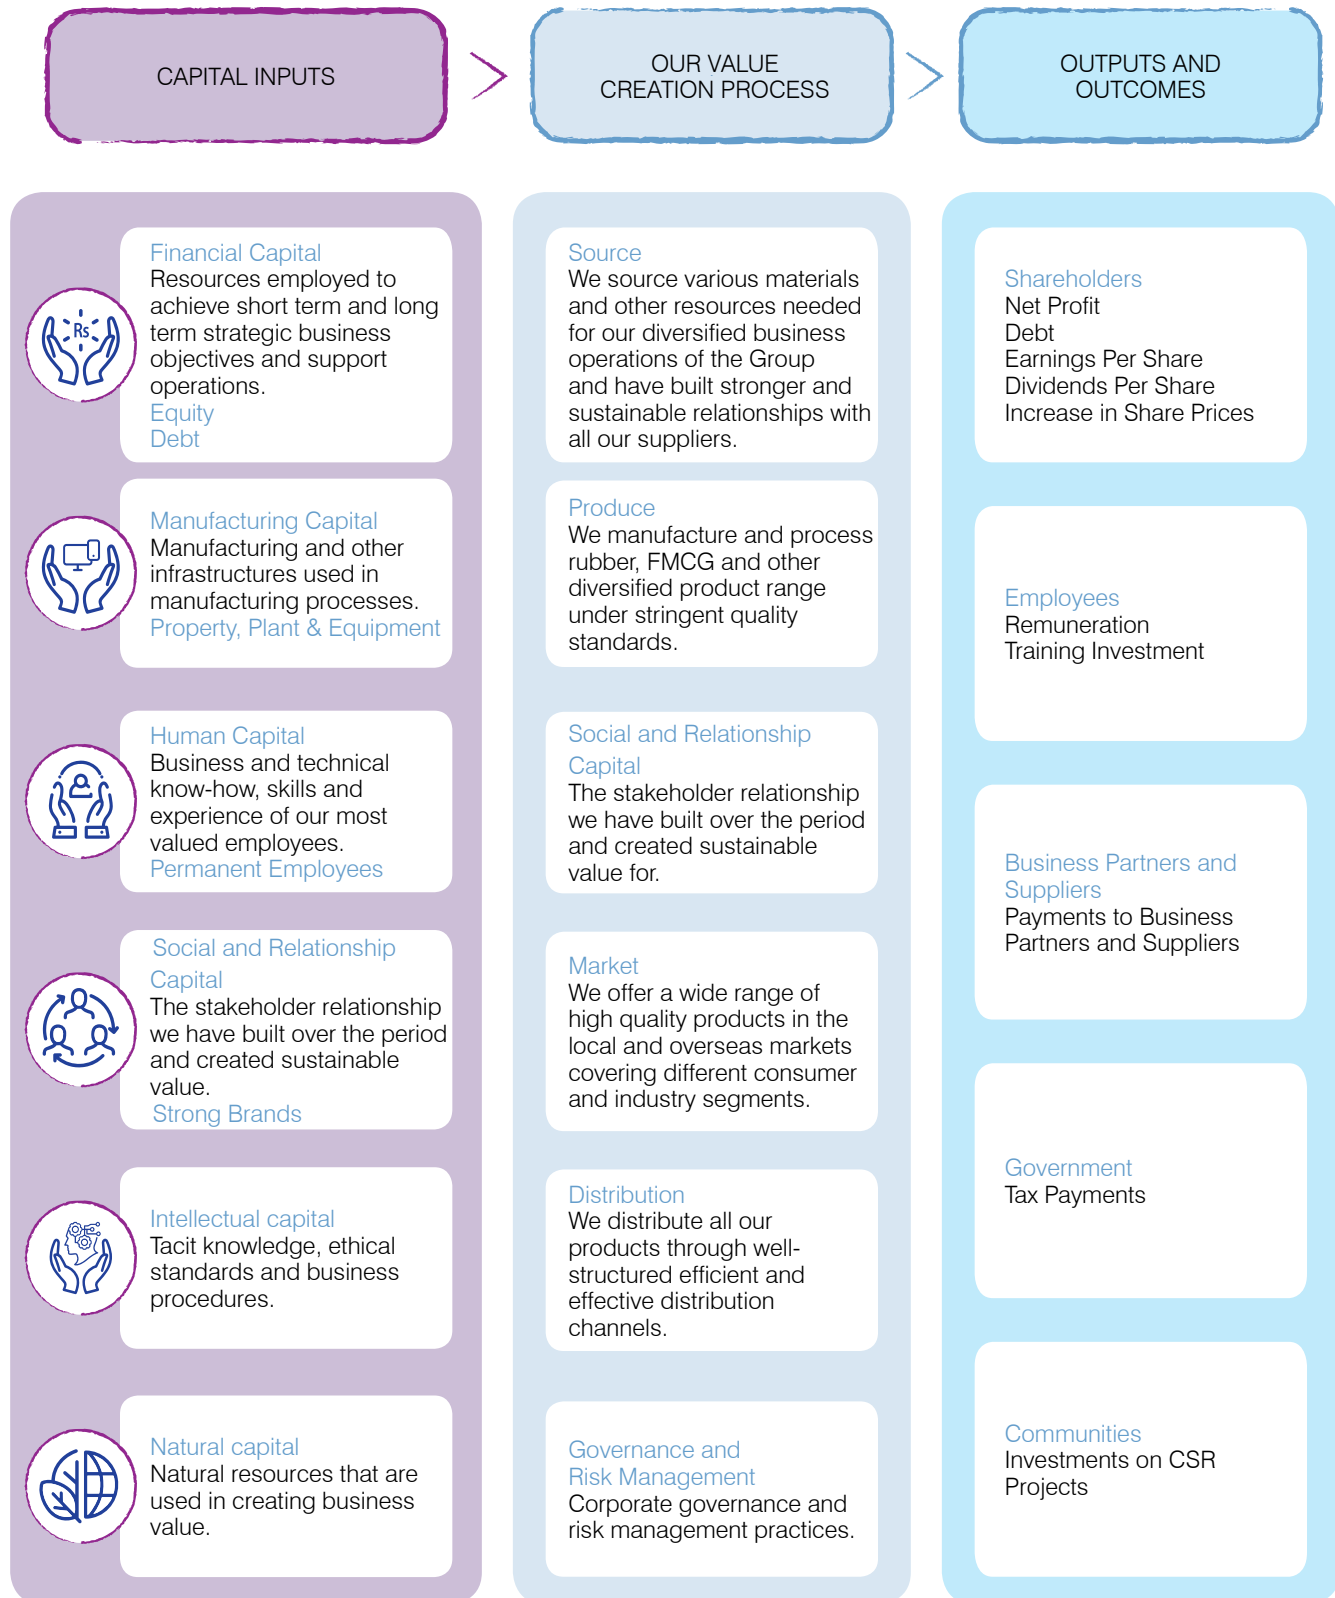 CAPITAL INPUTS
OUR VALUE
CREATION PROCESS
OUTPUTS AND
OUTCOMES
Financial Capital
Resources employed to
achieve short term and long
term strategic business
objectives and support
operations.
Equity
Debt
Rs
Manufacturing Capital
Manufacturing and other
infrastructures used in
manufacturing processes.
Property, Plant & Equipment
Human Capital
Business and technical
know-how, skills and
experience of our most
valued employees.
Permanent Employees
Social and Relationship
Capital
The stakeholder relationship
we have built over the period
and created sustainable
value.
Strong Brands
Intellectual capital
Tacit knowledge, ethical
standards and business
procedures.
Natural capital
Natural resources that are
used in creating business
value.
Source
We source various materials
and other resources needed
for our diversified business
operations of the Group
and have built stronger and
sustainable relationships with
all our suppliers.
Produce
We manufacture and process
rubber, FMCG and other
diversified product range
under stringent quality
standards.
Social and Relationship
Capital
The stakeholder relationship
we have built over the period
and created sustainable
value for.
Market
We offer a wide range of
high quality products in the
local and overseas markets
covering different consumer
and industry segments.
Distribution
We distribute all our
products through well-
structured efficient and
effective distribution
channels.
Governance and
Risk Management
Corporate governance and
risk management practices.
Shareholders
Net Profit
Debt
Earnings Per Share
Dividends Per Share
Increase in Share Prices
Employees
Remuneration
Training Investment
Business Partners and
Suppliers
Payments to Business
Partners and Suppliers
Government
Tax Payments
Communities
Investments on CSR
Projects